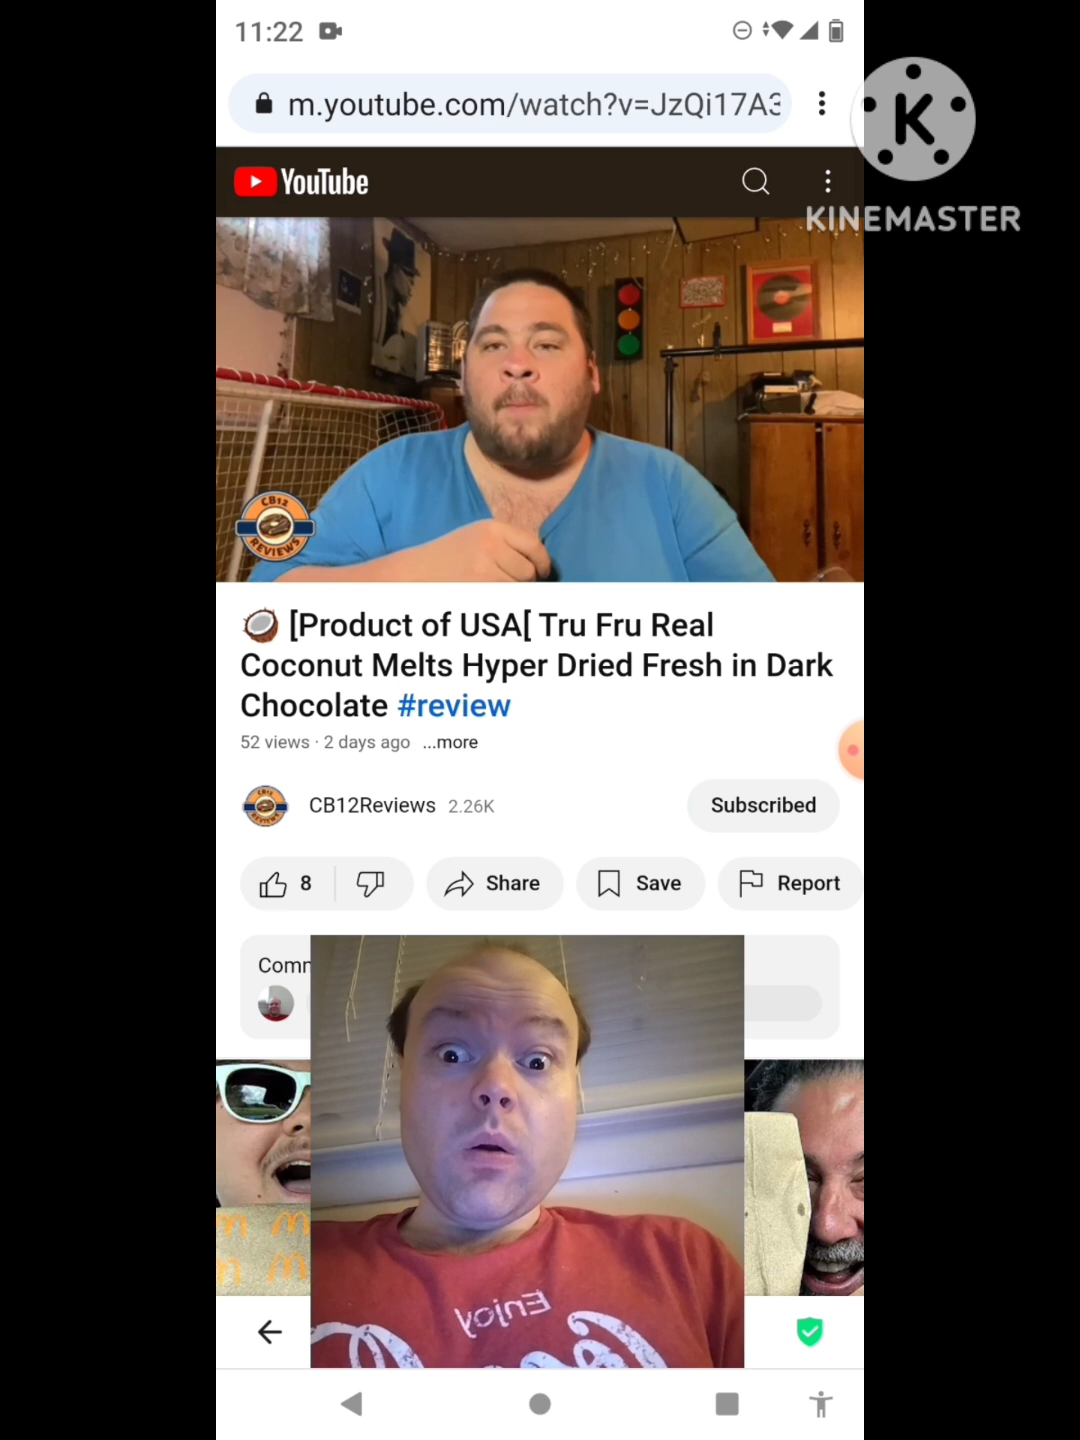 11:22
m.youtube.com/watch?v=JzQi17A3
YouTube
KINEMASTER
K
CB12
REVIEWS
[Product of USA[ Tru Fru Real
Coconut Melts Hyper Dried Fresh in Dark
Chocolate #review
52 views · 2 days ago ...more
CB12Reviews 2.26K
Subscribed
8
Share
Save
Report
Comm
Enjoy